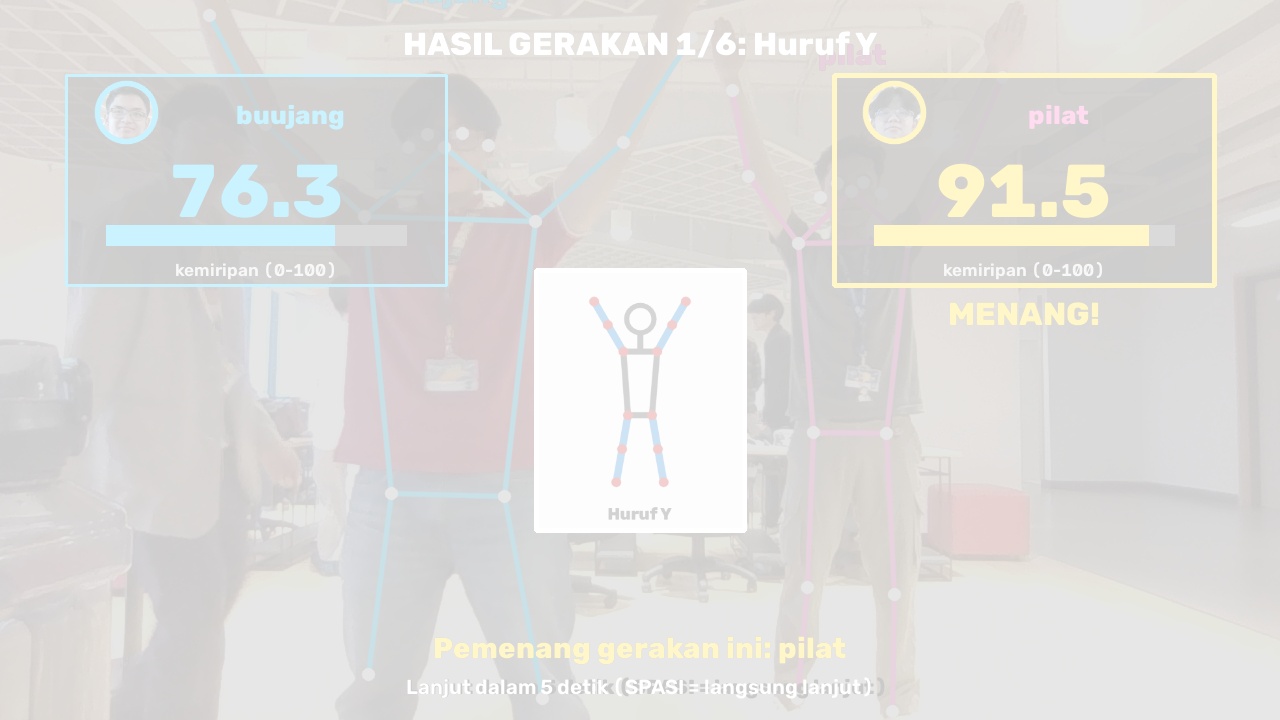 HASIL GERAKAN 1/6: Huruf Y
pilat
buujang
76.3
kemiripan (0-100)
pilat
91.5
kemiripan (0-100)
MENANG!
Huruf Y
Pemenang gerakan ini: pilat
Lanjut dalam 5 detik (SPASI = langsung lanjut)